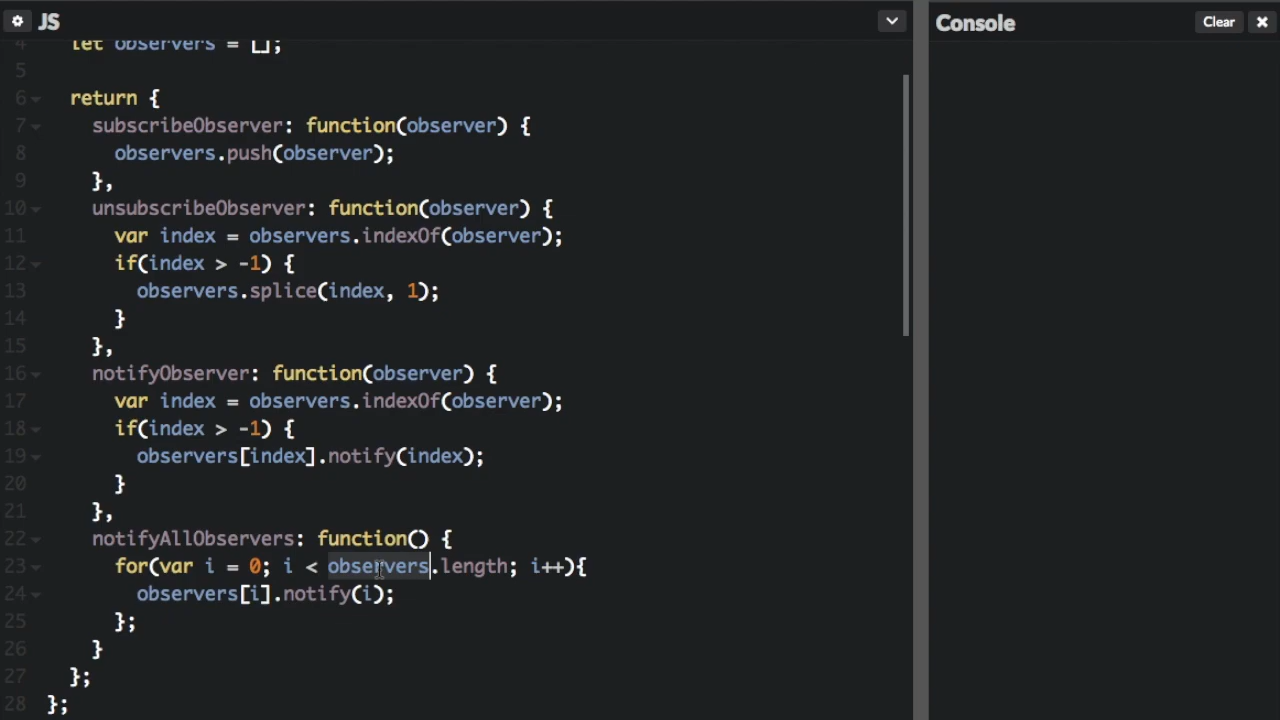 JS
Console
Clear
4 let observers = [];
5
6 return {
7 subscribeObserver: function(observer) {
8 observers.push(observer);
9 },
10 unsubscribeObserver: function(observer) {
11 var index = observers.indexOf(observer);
12 if(index > -1) {
13 observers.splice(index, 1);
14 }
15 },
16 notifyObserver: function(observer) {
17 var index = observers.indexOf(observer);
18 if(index > -1) {
19 observers[index].notify(index);
20 }
21 },
22 notifyAllObservers: function() {
23 for(var i = 0; i < observers.length; i++){
24 observers[i].notify(i);
25 };
26 }
27 };
28 };